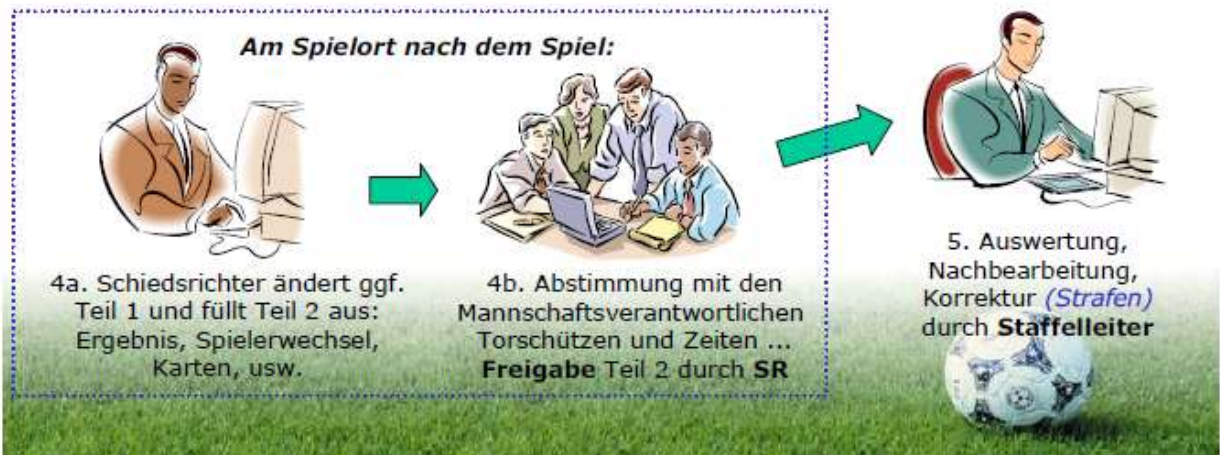 Am Spielort nach dem Spiel:
4a. Schiedsrichter ändert ggf.
Teil 1 und füllt Teil 2 aus:
Ergebnis, Spielerwechsel,
Karten, usw.
4b. Abstimmung mit den
Mannschaftsverantwortlichen
Torschützen und Zeiten ...
Freigabe Teil 2 durch SR
5. Auswertung,
Nachbearbeitung,
Korrektur (Strafen)
durch Staffelleiter